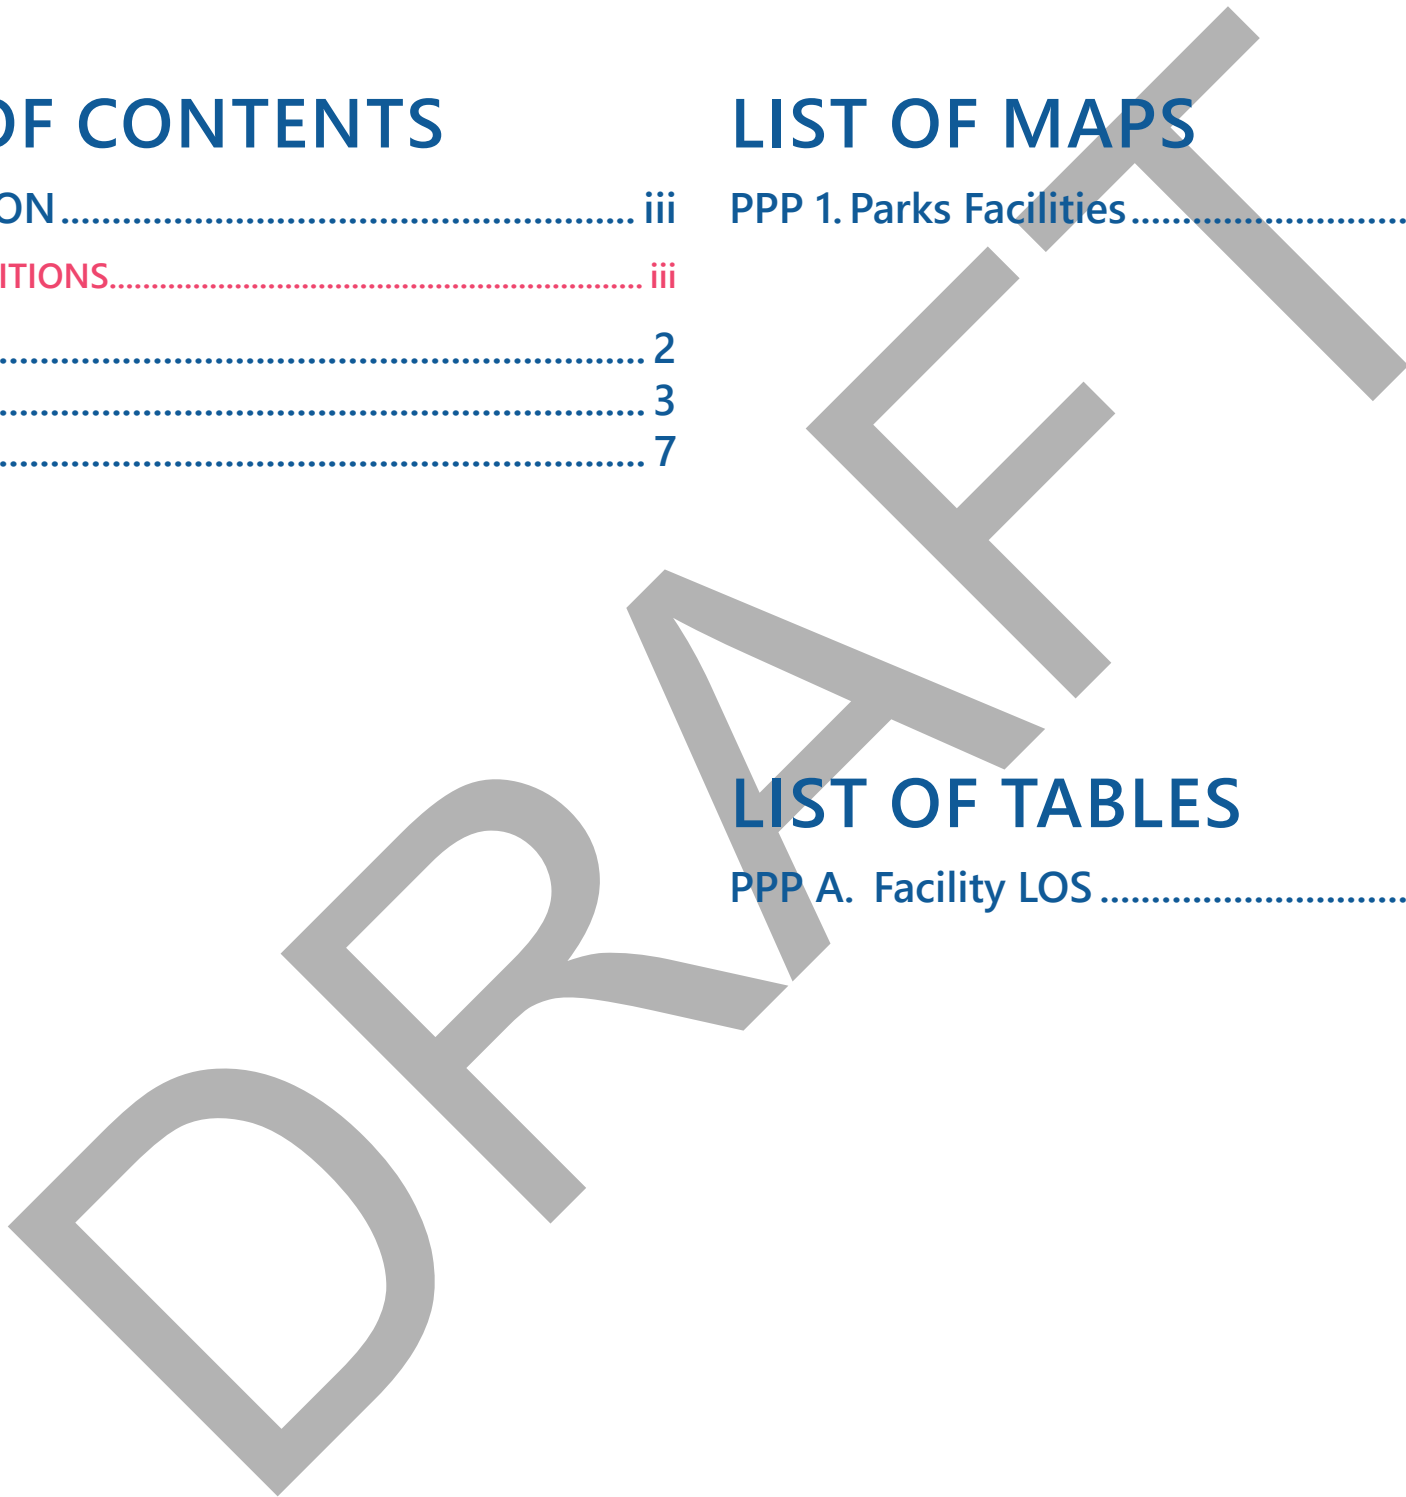 OF CONTENTS
ON........................................................ iii
ITIONS................................................................ iii
............................................................... 2
............................................................... 3
............................................................... 7
LIST OF MAPS
PPP 1. Parks Facilities...........................
LIST OF TABLES
PPP A. Facility LOS ..............................
DRAFT